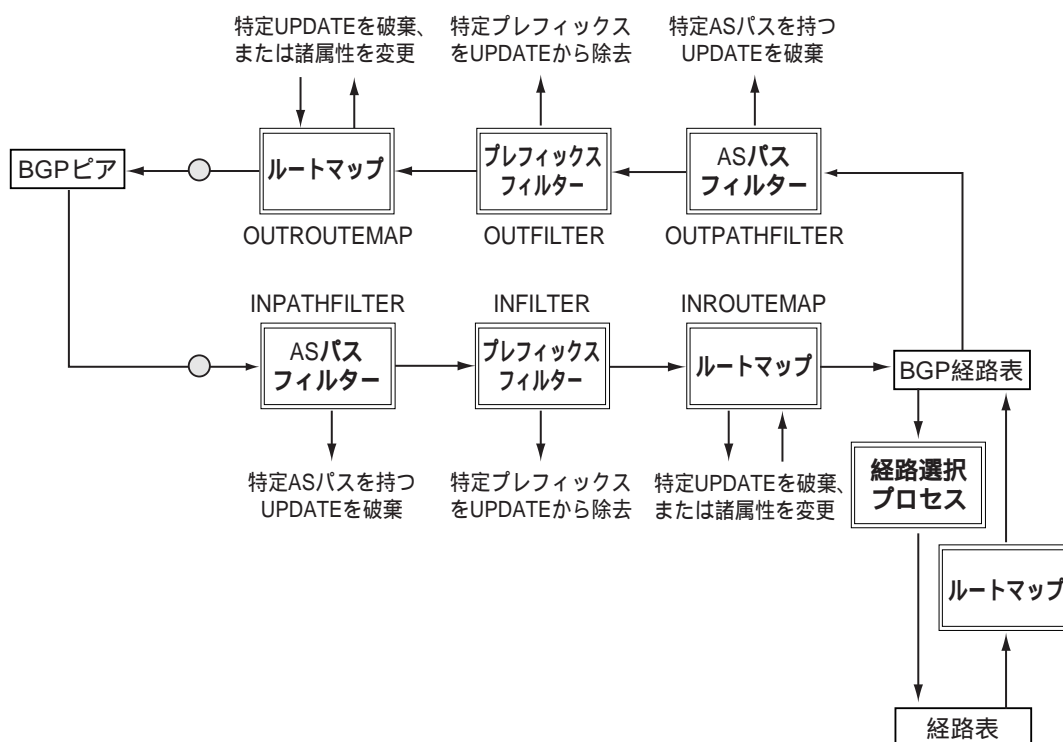 特定UPDATEを破棄、
または諸属性を変更
特定プレフィックス
をUPDATEから除去
特定ASパスを持つ
UPDATEを破棄
BGPピア
ルートマップ
プレフィックス
フィルター
ASパス
フィルター
OUTROUTEMAP
OUTFILTER
OUTPATHFILTER
INPATHFILTER
INFILTER
INROUTEMAP
ASパス
フィルター
プレフィックス
フィルター
ルートマップ
BGP経路表
特定ASパスを持つ
UPDATEを破棄
特定プレフィックス
をUPDATEから除去
特定UPDATEを破棄、
または諸属性を変更
経路選択
プロセス
ルートマップ
経路表